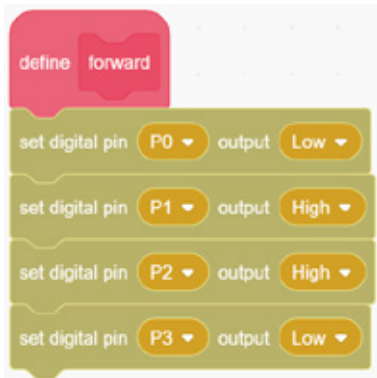 define forward
set digital pin P0 output Low
set digital pin P1 output High
set digital pin P2 output High
set digital pin P3 output Low